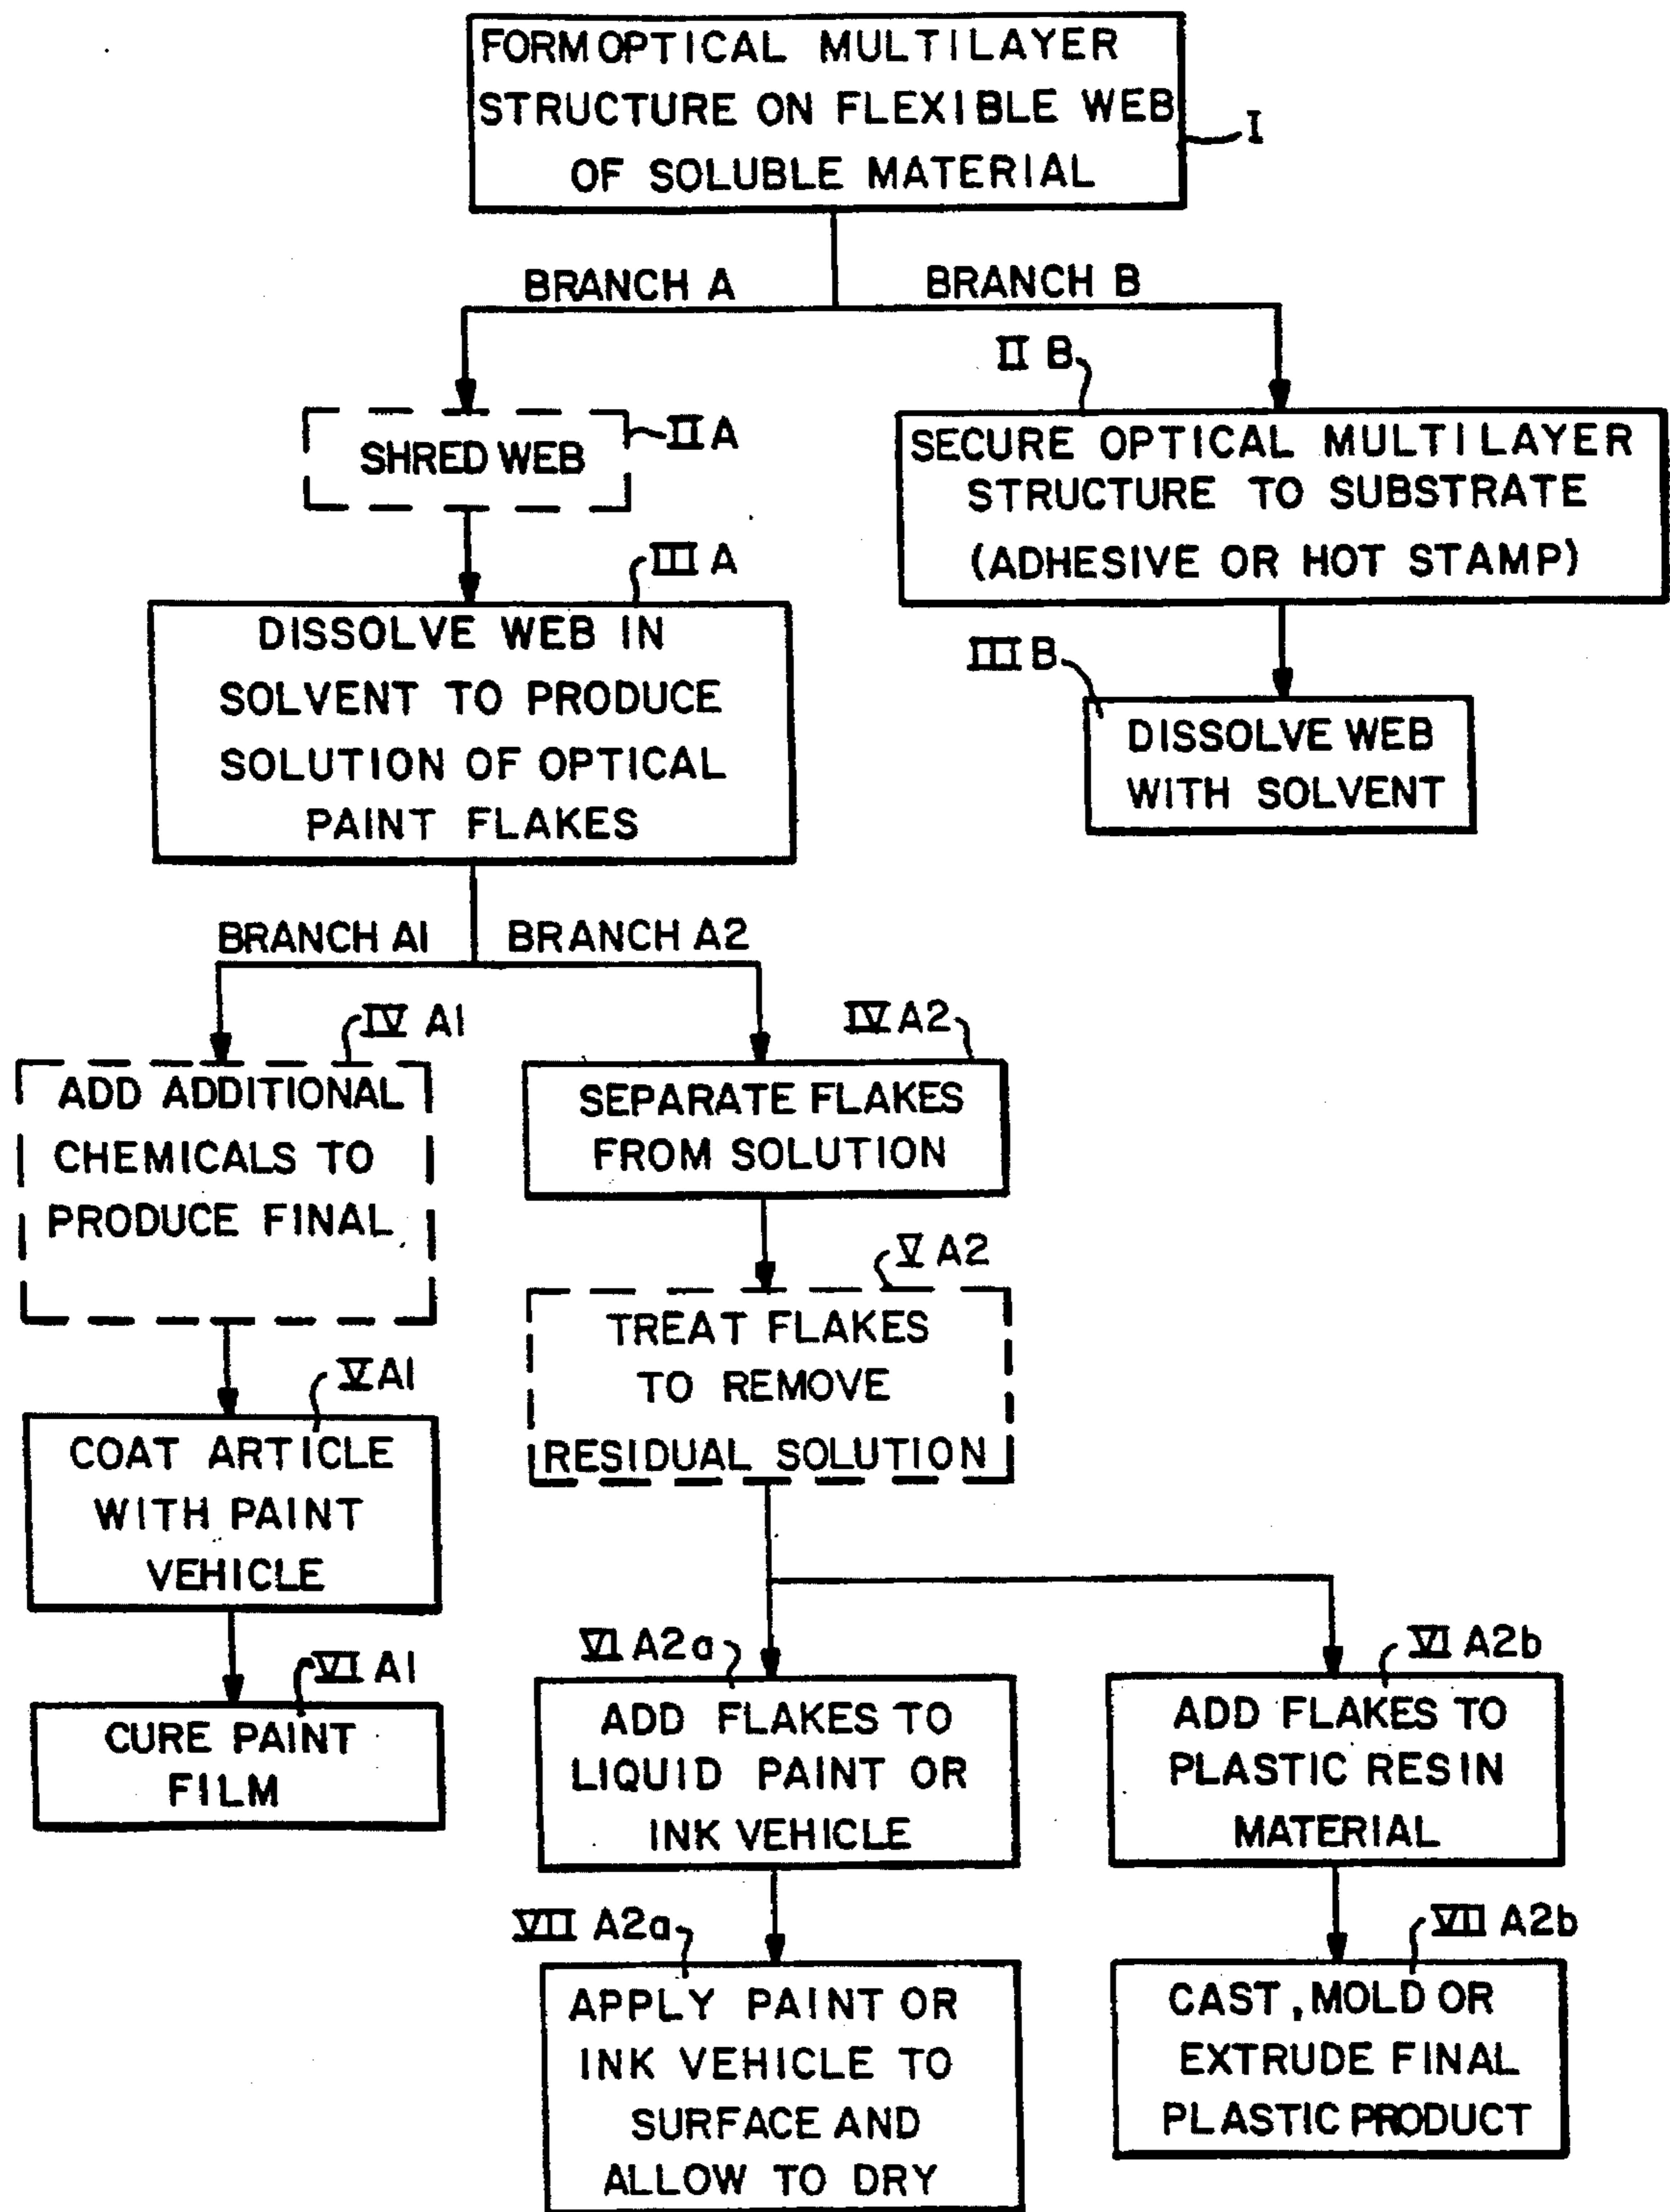 FORM OPTICAL MULTILAYER
STRUCTURE ON FLEXIBLE WEB
OF SOLUBLE MATERIAL
I
BRANCH A
BRANCH B
II A
SHRED WEB
II B
SECURE OPTICAL MULTILAYER
STRUCTURE TO SUBSTRATE
(ADHESIVE OR HOT STAMP)
III A
DISSOLVE WEB IN
SOLVENT TO PRODUCE
SOLUTION OF OPTICAL
PAINT FLAKES
III B
DISSOLVE WEB
WITH SOLVENT
BRANCH A1
BRANCH A2
IV A1
ADD ADDITIONAL
CHEMICALS TO
PRODUCE FINAL
IV A2
SEPARATE FLAKES
FROM SOLUTION
V A2
TREAT FLAKES
TO REMOVE
RESIDUAL SOLUTION
V A1
COAT ARTICLE
WITH PAINT
VEHICLE
VI A1
CURE PAINT
FILM
VI A2a
ADD FLAKES TO
LIQUID PAINT OR
INK VEHICLE
VI A2b
ADD FLAKES TO
PLASTIC RESIN
MATERIAL
VII A2a
APPLY PAINT OR
INK VEHICLE TO
SURFACE AND
ALLOW TO DRY
VII A2b
CAST, MOLD OR
EXTRUDE FINAL
PLASTIC PRODUCT